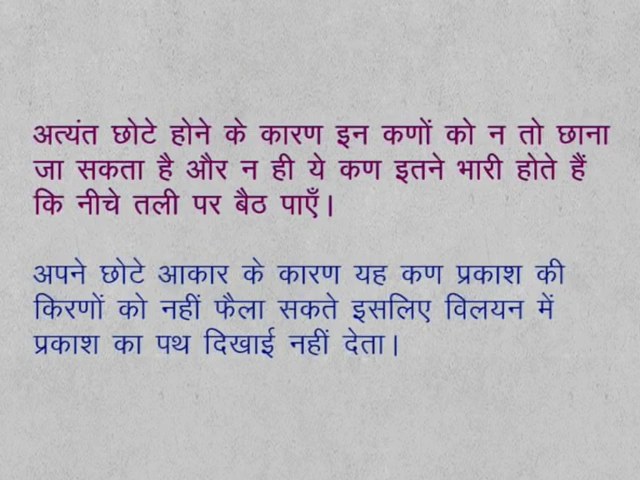 अत्यंत छोटे होने के कारण इन कणों को न तो छाना
जा सकता है और न ही ये कण इतने भारी होते हैं
कि नीचे तली पर बैठ पाएँ।
अपने छोटे आकार के कारण यह कण प्रकाश की
किरणों को नहीं फैला सकते इसलिए विलयन में
प्रकाश का पथ दिखाई नहीं देता।